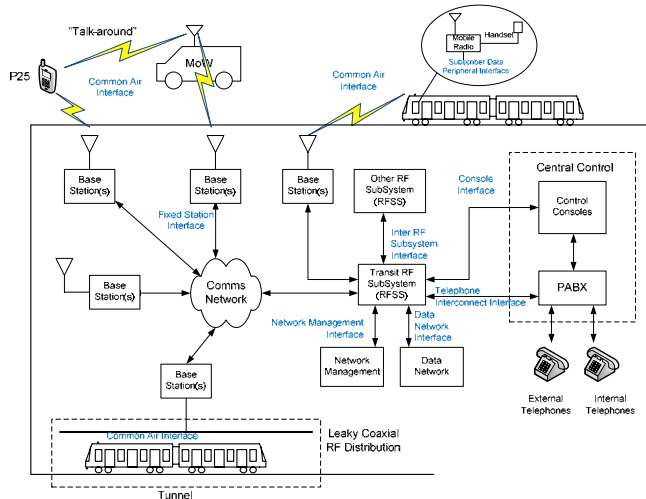 "Talk-around"
P25
MoW
Common Air
Interface
Common Air
Interface
Mobile
Radio
Handset
Subscriber Data
Peripheral Interface
Base
Station(s)
Base
Station(s)
Base
Station(s)
Other RF
SubSystem
(RFSS)
Console
Interface
Central Control
Control
Consoles
Fixed Station
Interface
Inter RF
Subsystem
Interface
Base
Station(s)
Comms
Network
Transit RF
SubSystem
(RFSS)
Telephone
Interconnect Interface
PABX
Network Management
Interface
Data
Network
Interface
Network
Management
Data
Network
Base
Station(s)
External
Telephones
Internal
Telephones
Common Air Interface
Leaky Coaxial
RF Distribution
Tunnel